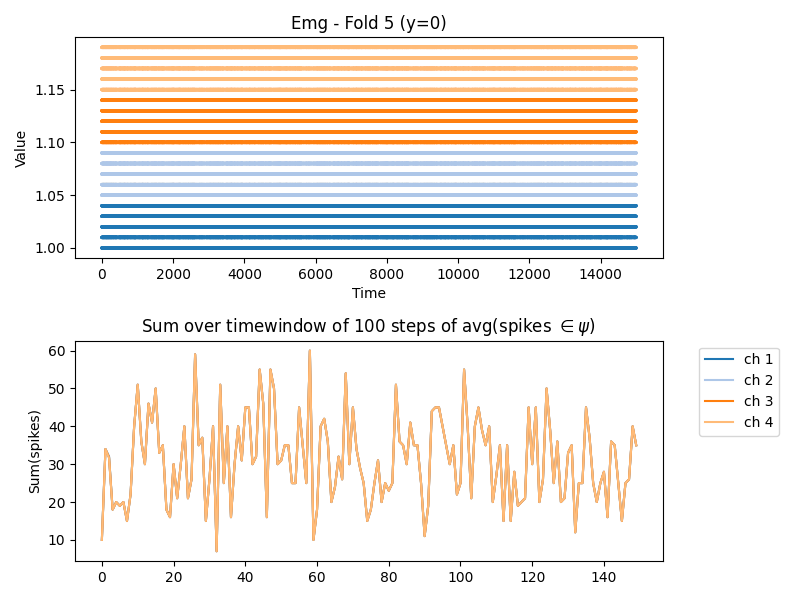 Emg - Fold 5 (y=0)
Value
1.15
1.10
1.05
1.00
0 2000 4000 6000 8000 10000 12000 14000
Time
Sum over timewindow of 100 steps of avg(spikes ∈ψ)
Sum(spikes)
60
50
40
30
20
10
0 20 40 60 80 100 120 140
ch 1
ch 2
ch 3
ch 4